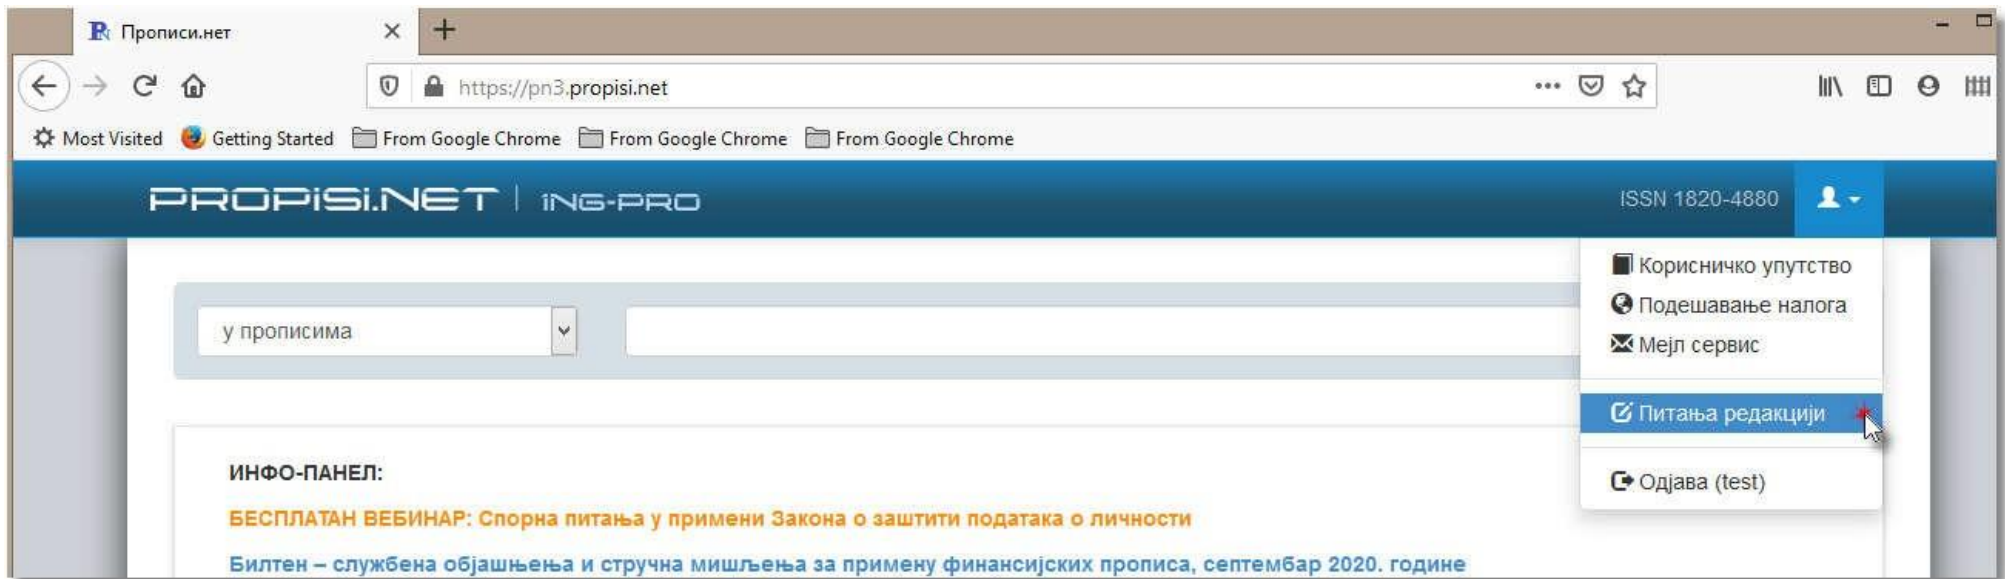 Прописи.нет
https://pn3.propisi.net
Most Visited Getting Started From Google Chrome From Google Chrome From Google Chrome
PROPiSi.NET | iNG-PRO ISSN 1820-4880
Корисничко упутство
Подешавање налога
у прописима
Мејл сервис
Питања редакцији
ИНФО-ПАНЕЛ:
Одјава (test)
БЕСПЛАТАН ВЕБИНАР: Спорна питања у примени Закона о заштити података о личности
Билтен – службена објашњења и стручна мишљења за примену финансијских прописа, септембар 2020. године